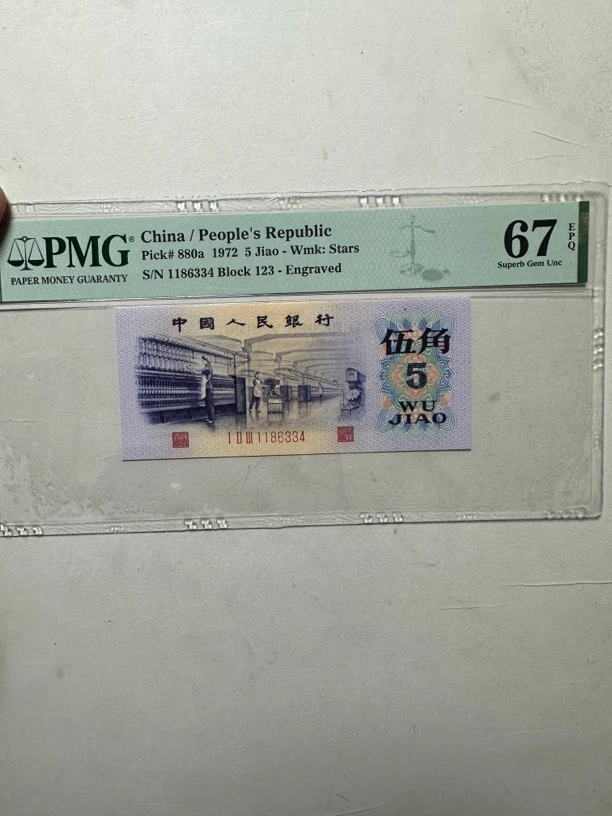 PMG®
PAPER MONEY GUARANTY
China / People's Republic
Pick# 880a 1972 5 Jiao - Wmk: Stars
S/N 1186334 Block 123 - Engraved
67
EPQ
Superb Gem Unc
中國人民銀行
伍角
5
WU
JIAO
I II III 1186334